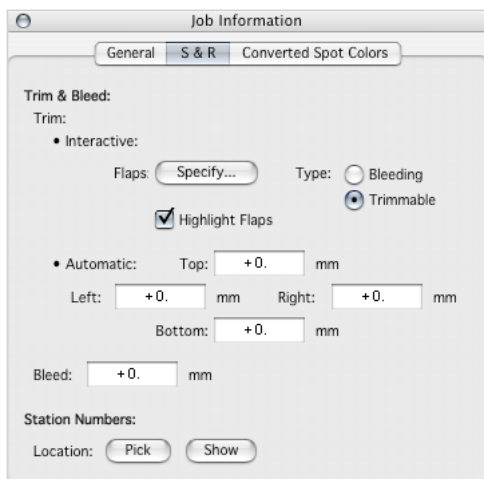 Job Information
General S & R Converted Spot Colors
Trim & Bleed:
Trim:
• Interactive:
Flaps: Specify... Type: Bleeding
Trimmable
Highlight Flaps
• Automatic: Top: +0. mm
Left: +0. mm Right: +0. mm
Bottom: +0. mm
Bleed: +0. mm
Station Numbers:
Location: Pick Show